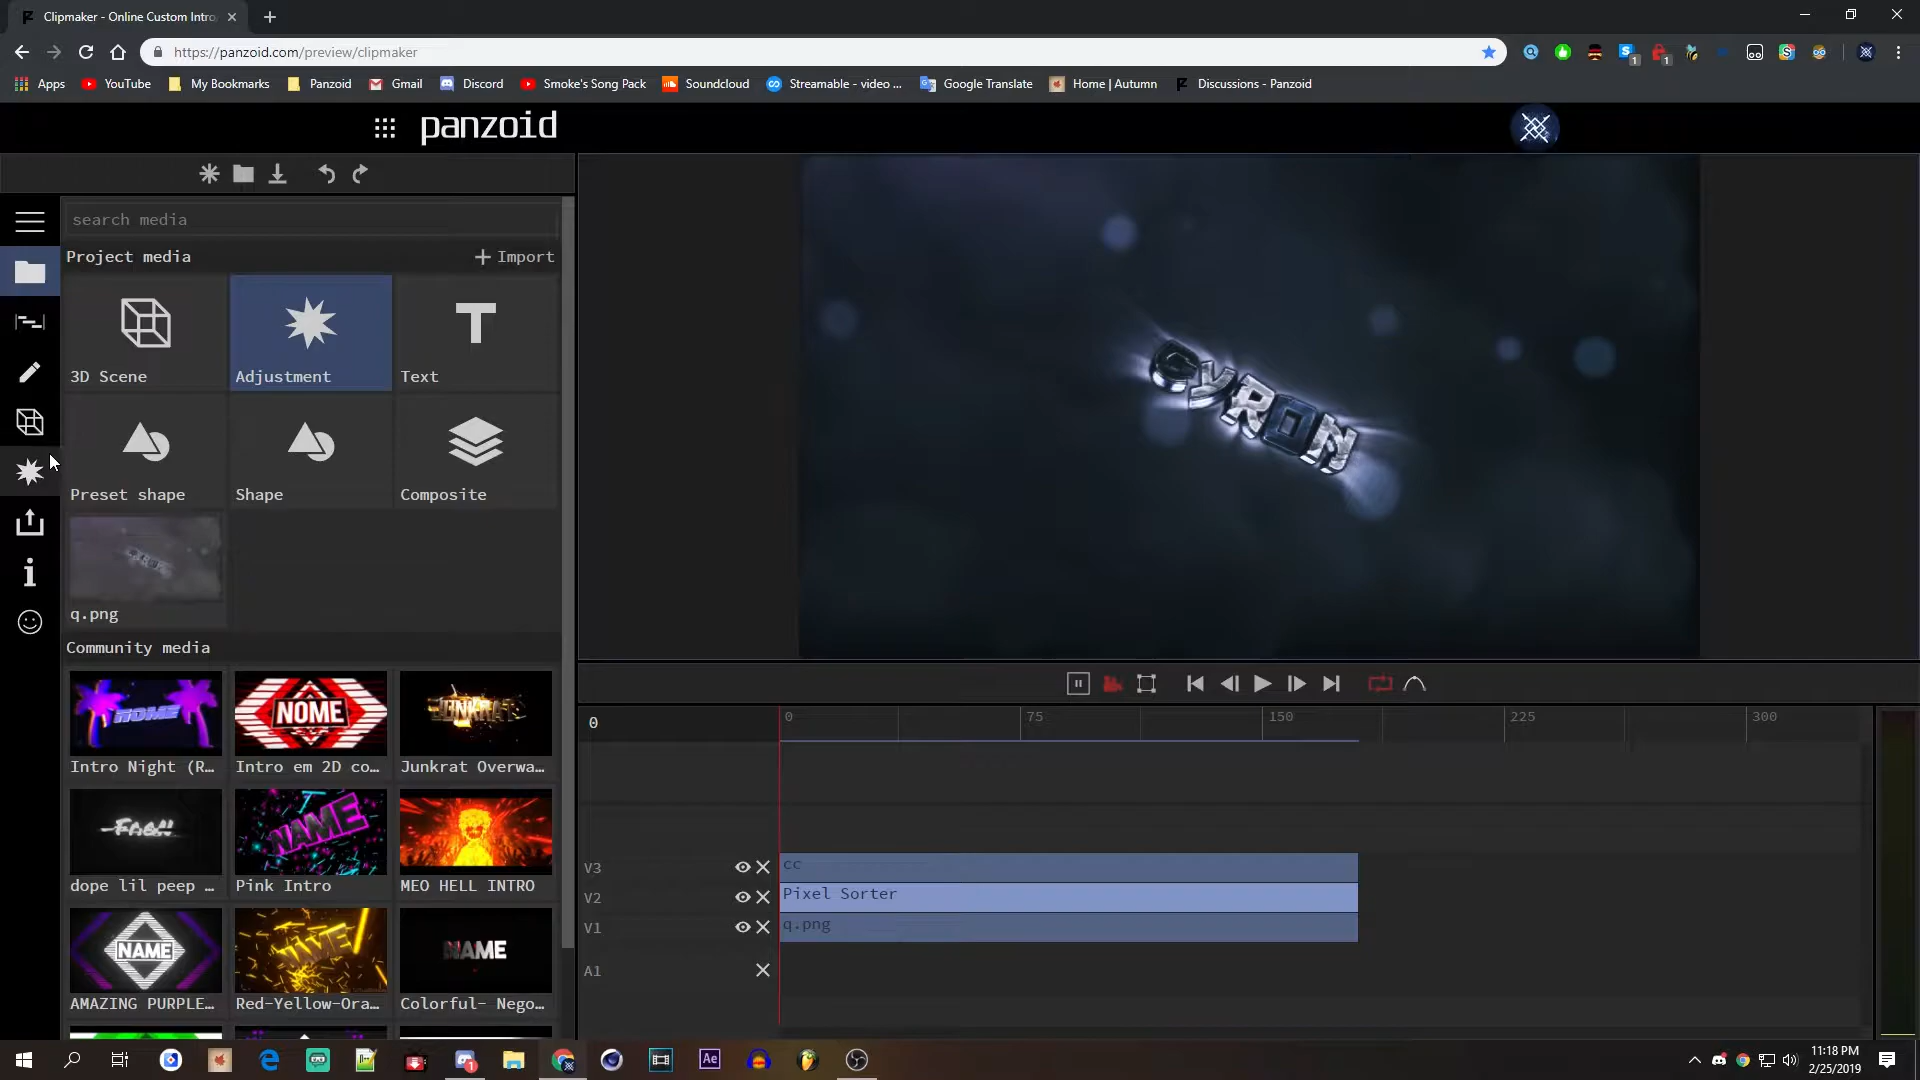 Clipmaker - Online Custom Intro
https://panzoid.com/preview/clipmaker
Apps YouTube My Bookmarks Panzoid Gmail Discord Smoke's Song Pack Soundcloud Streamable - video ... Google Translate Home | Autumn Discussions - Panzoid
panzoid
search media
Project media + Import
3D Scene Adjustment Text
Preset shape Shape Composite
q.png
CYRON
Community media
NOME
Intro Night (R… Intro em 2D co… Junkrat Overwa…
NAME
dope lil peep … Pink Intro MEO HELL INTRO
NAME NAME
AMAZING PURPLE… Red-Yellow-Ora… Colorful- Nego…
0 0 75 150 225 300
V3 cc
V2 Pixel Sorter
V1 q.png
A1
Ae
11:18 PM
2/25/2019